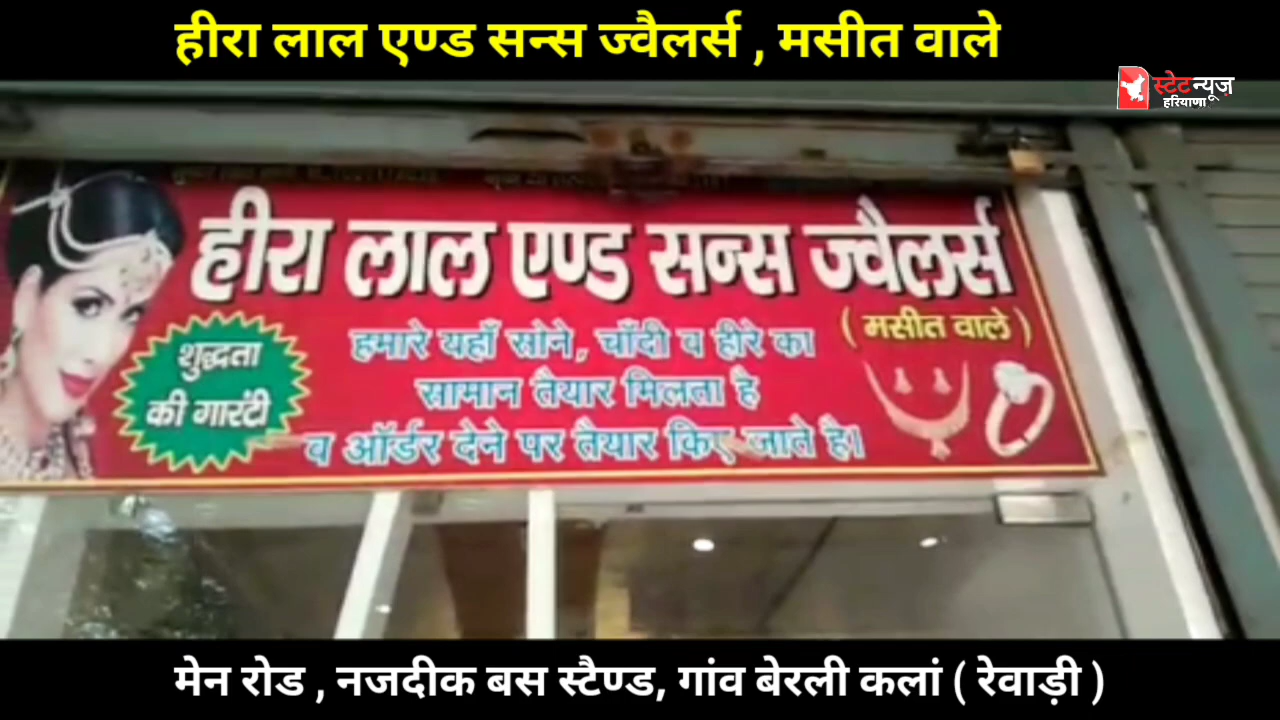 हीरा लाल एण्ड सन्स ज्वैलर्स , मसीत वाले
स्टेट न्यूज़
हरियाणा
हीरा लाल एण्ड सन्स ज्वैलर्स
( मसीत वाले )
हमारे यहाँ सोने, चाँदी व हीरे का
सामान तैयार मिलता है
व ऑर्डर देने पर तैयार किए जाते है।
शुद्धता
की गारंटी
मेन रोड , नजदीक बस स्टैण्ड, गांव बेरली कलां ( रेवाड़ी )